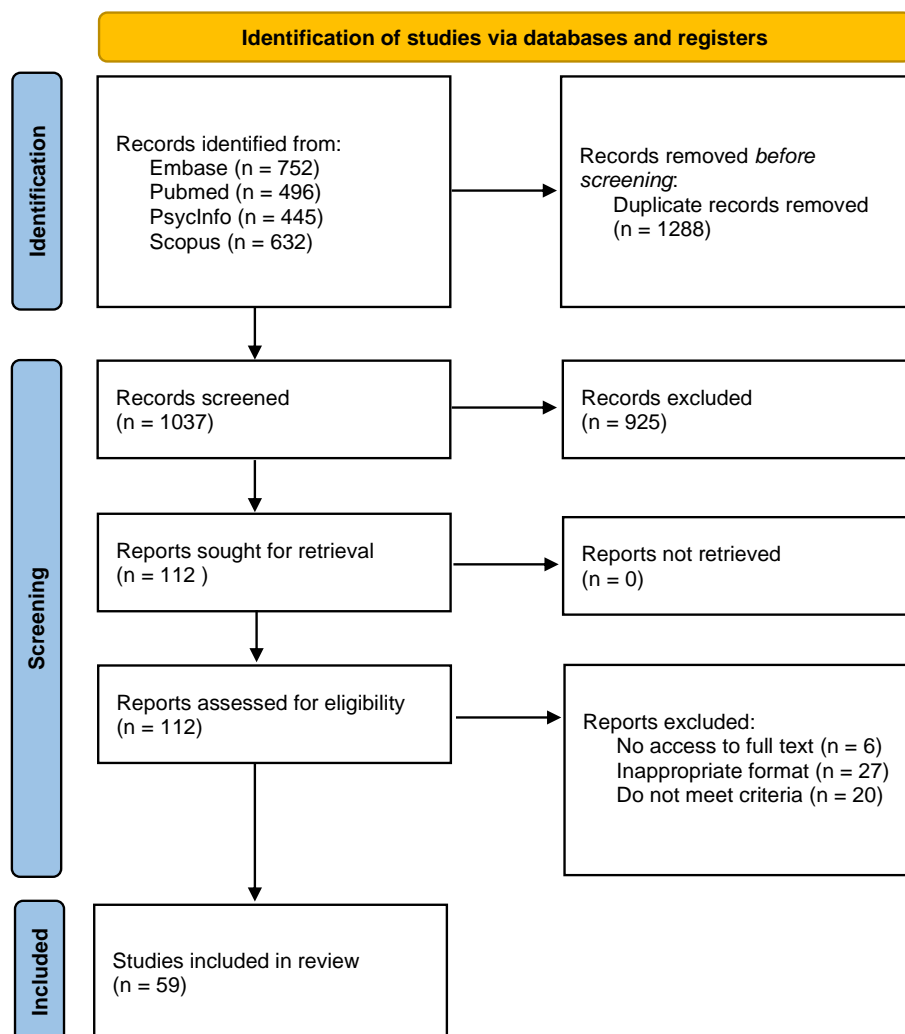 Identification of studies via databases and registers
Identification
Records identified from:
Embase (n = 752)
Pubmed (n = 496)
PsycInfo (n = 445)
Scopus (n = 632)
Records removed before
screening:
Duplicate records removed
(n = 1288)
Screening
Records screened
(n = 1037)
Records excluded
(n = 925)
Reports sought for retrieval
(n = 112 )
Reports not retrieved
(n = 0)
Reports assessed for eligibility
(n = 112)
Reports excluded:
No access to full text (n = 6)
Inappropriate format (n = 27)
Do not meet criteria (n = 20)
Included
Studies included in review
(n = 59)